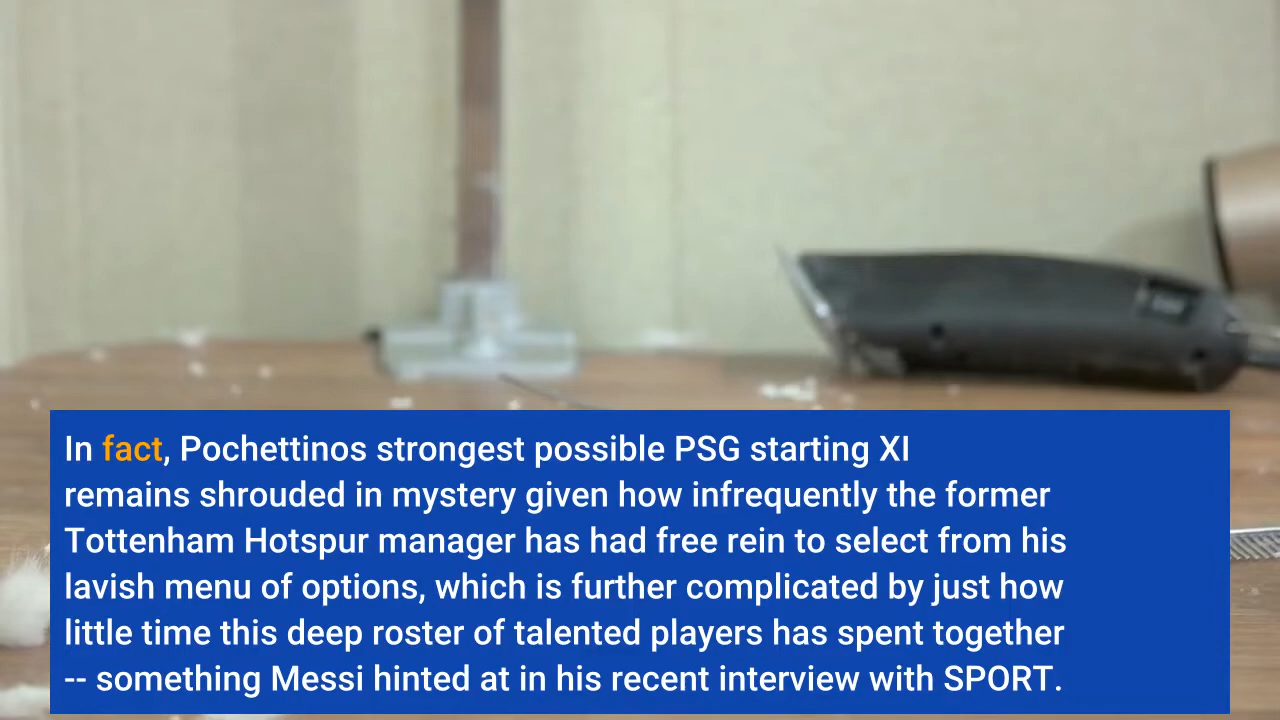 In fact, Pochettinos strongest possible PSG starting XI
remains shrouded in mystery given how infrequently the former
Tottenham Hotspur manager has had free rein to select from his
lavish menu of options, which is further complicated by just how
little time this deep roster of talented players has spent together
-- something Messi hinted at in his recent interview with SPORT.